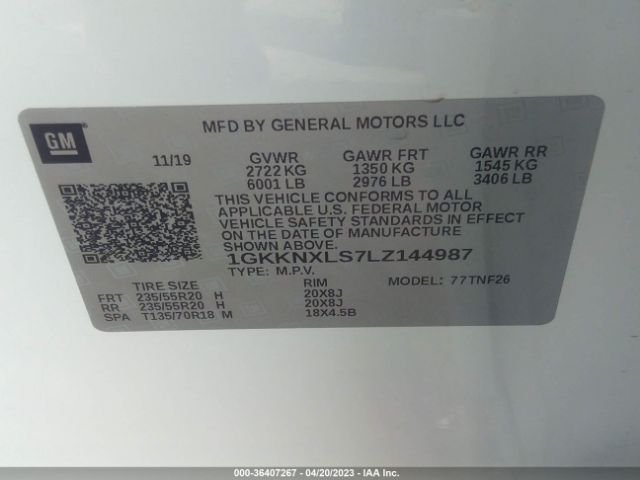 GM
MFD BY GENERAL MOTORS LLC
11/19 GVWR GAWR FRT GAWR RR
2722 KG 1350 KG 1545 KG
6001 LB 2976 LB 3406 LB
THIS VEHICLE CONFORMS TO ALL
APPLICABLE U.S. FEDERAL MOTOR
VEHICLE SAFETY STANDARDS IN EFFECT
ON THE DATE OF MANUFACTURE
SHOWN ABOVE.
1GKKNXLS7LZ144987
TYPE: M.P.V. MODEL: 77TNF26
TIRE SIZE RIM
FRT 235/55R20 H 20X8J
RR 235/55R20 H 20X8J
SPA T135/70R18 M 18X4.5B
000-36407267 - 04/20/2023 - IAA Inc.